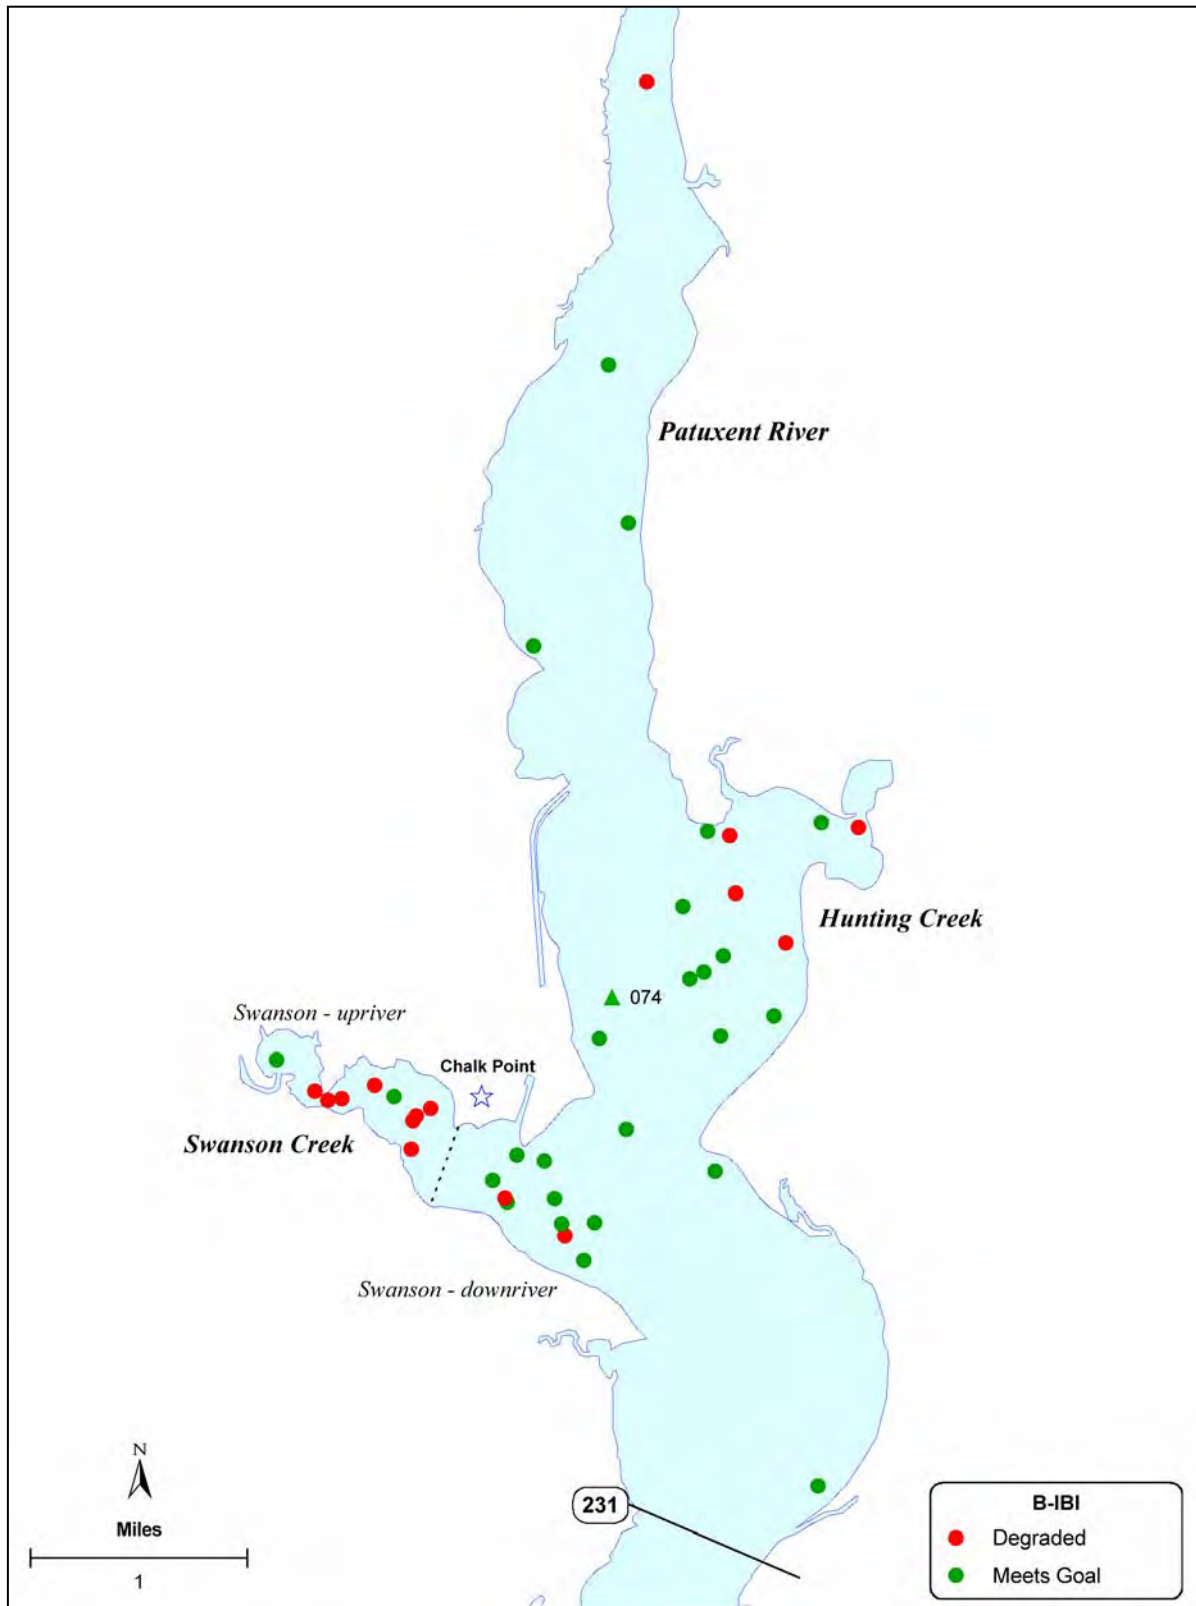 Patuxent River
Hunting Creek
074
Swanson - upriver
Chalk Point
Swanson Creek
Swanson - downriver
N
Miles
1
231
B-IBI
Degraded
Meets Goal